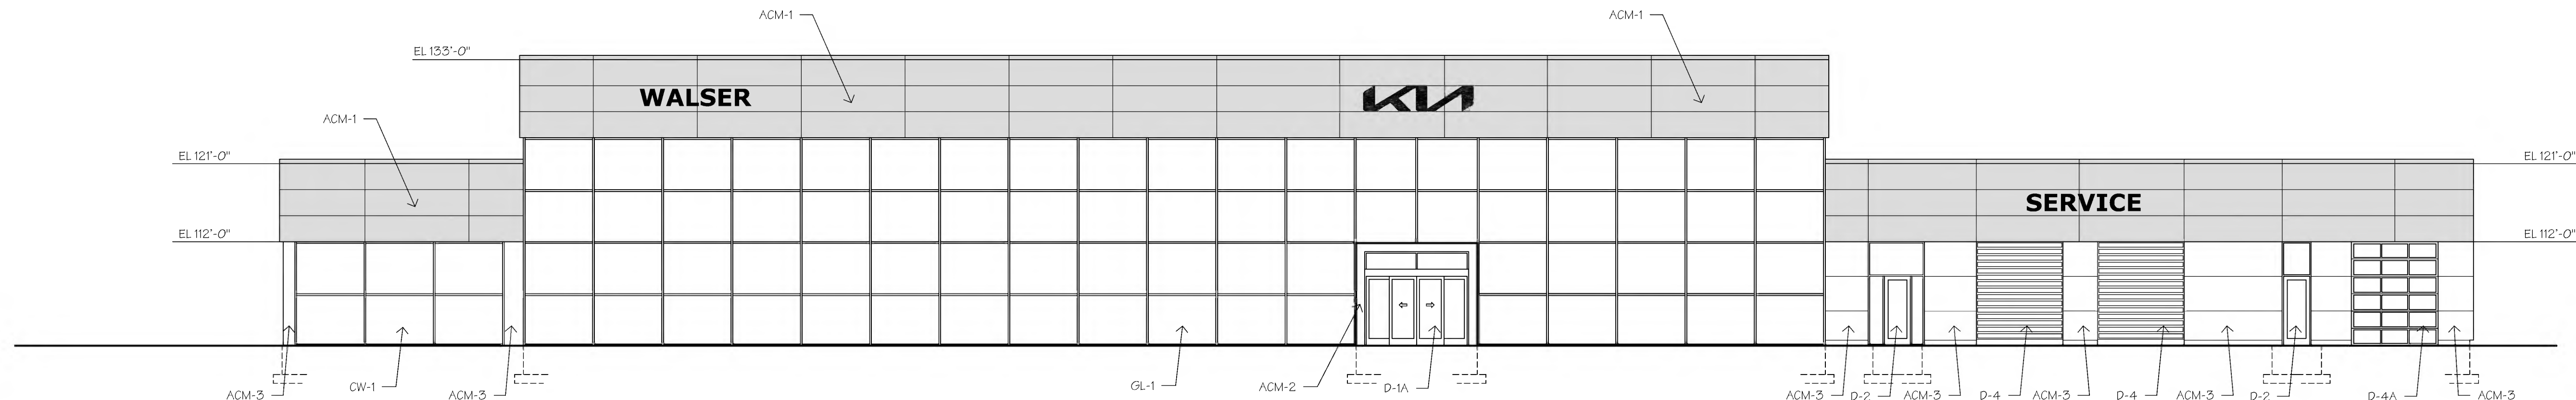 ACM-1
ACM-1
EL 133'-0"
WALSER
KIA
ACM-1
EL 121'-0"
EL 121'-0"
SERVICE
EL 112'-0"
EL 112'-0"
ACM-3
CW-1
ACM-3
GL-1
ACM-2
D-1A
ACM-3
D-2
ACM-3
D-4
ACM-3
D-4
ACM-3
D-2
D-4A
ACM-3